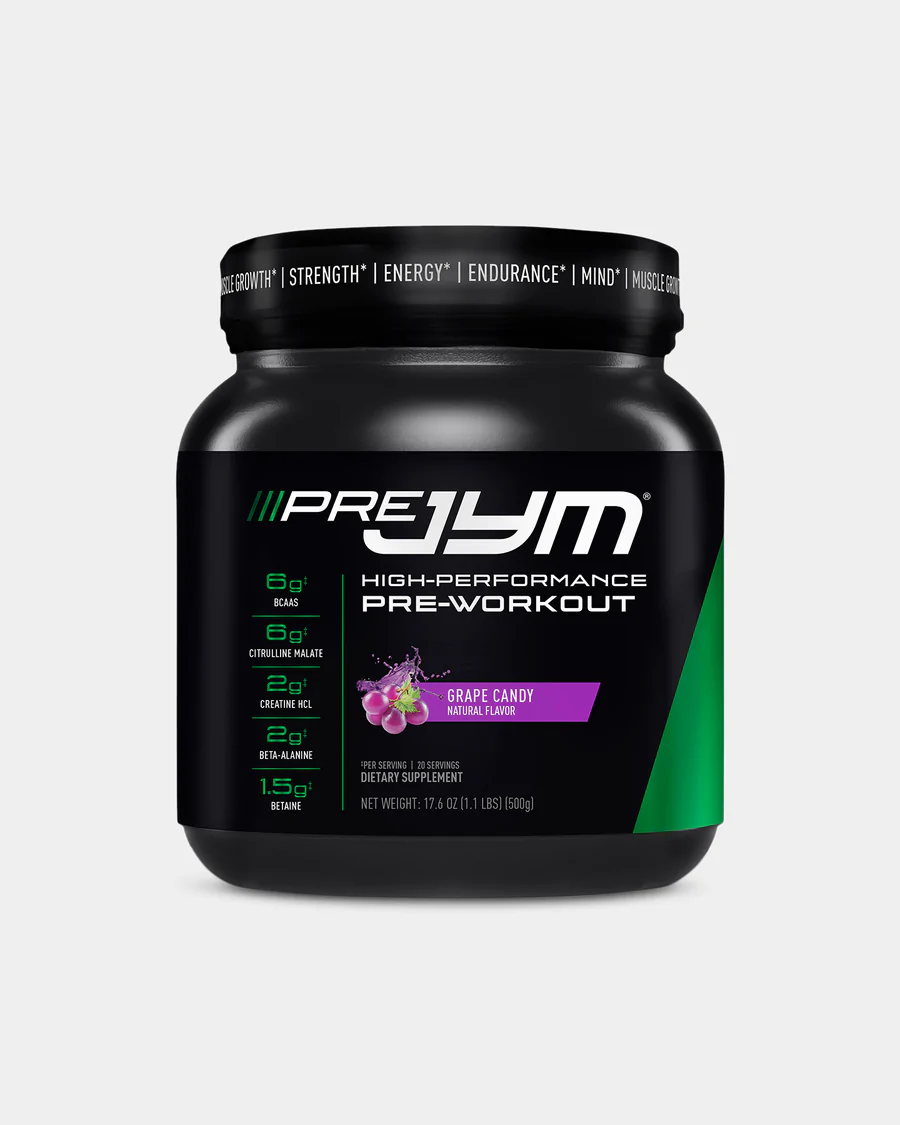 GROWTH* | STRENGTH* | ENERGY* | ENDURANCE* | MIND* | MUSCLE
///PRE JYM®
HIGH-PERFORMANCE
PRE-WORKOUT
6g‡
BCAAS
6g‡
CITRULLINE MALATE
2g‡
CREATINE HCL
2g‡
BETA-ALANINE
1.5g‡
BETAINE
GRAPE CANDY
NATURAL FLAVOR
‡PER SERVING | 20 SERVINGS
DIETARY SUPPLEMENT
NET WEIGHT: 17.6 OZ (1.1 LBS) (500g)